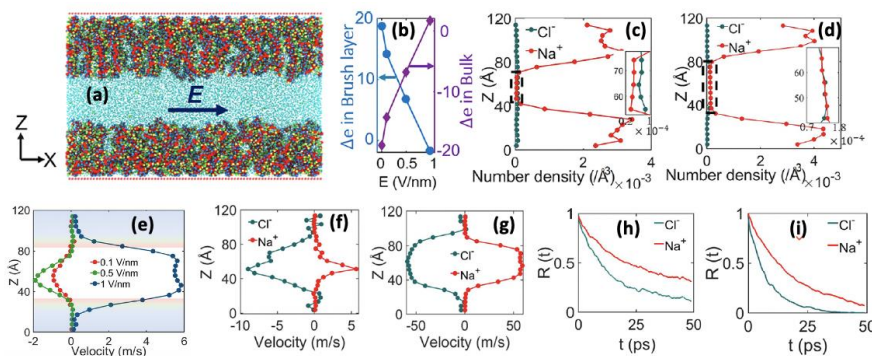 (a)
E
Z
X
(b)
Δe in Brush layer
20
10
0
Δe in Bulk
0
-10
-20
0
0.5
1
E (V/nm)
(c)
Cl⁻
Na⁺
Z (Å)
120
80
40
0
70
60
0.2
×10⁻⁴
0
2
4
Number density (/Å³)
×10⁻³
(d)
Cl⁻
Na⁺
Z (Å)
120
80
40
0
60
50
0.7
1.8
×10⁻⁴
0
2
4
Number density (/Å³)
×10⁻³
(e)
Z (Å)
120
80
40
0
0.1 V/nm
0.5 V/nm
1 V/nm
-2
0
2
4
6
Velocity (m/s)
(f)
Cl⁻
Na⁺
Z (Å)
120
80
40
0
-10
-5
0
5
Velocity (m/s)
(g)
Cl⁻
Na⁺
Z (Å)
120
80
40
0
-50
0
50
Velocity (m/s)
(h)
Cl⁻
Na⁺
R (t)
1
0.5
0
0
50
t (ps)
(i)
Cl⁻
Na⁺
R (t)
1
0.5
0
0
50
t (ps)